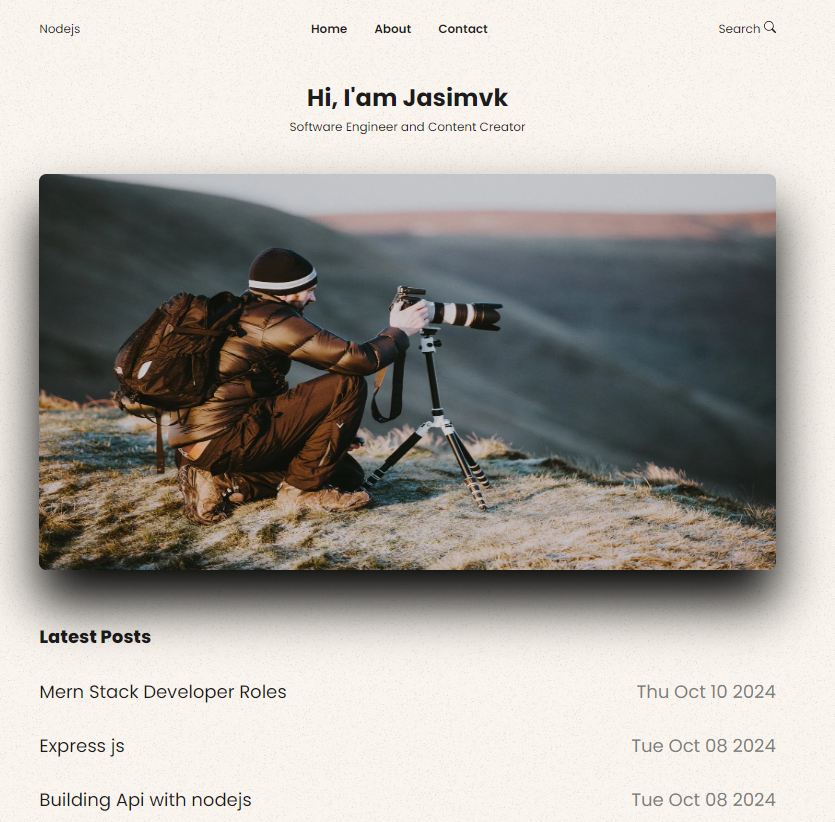 Nodejs Home About Contact Search
Hi, I'am Jasimvk
Software Engineer and Content Creator
Latest Posts
Mern Stack Developer Roles Thu Oct 10 2024
Express js Tue Oct 08 2024
Building Api with nodejs Tue Oct 08 2024